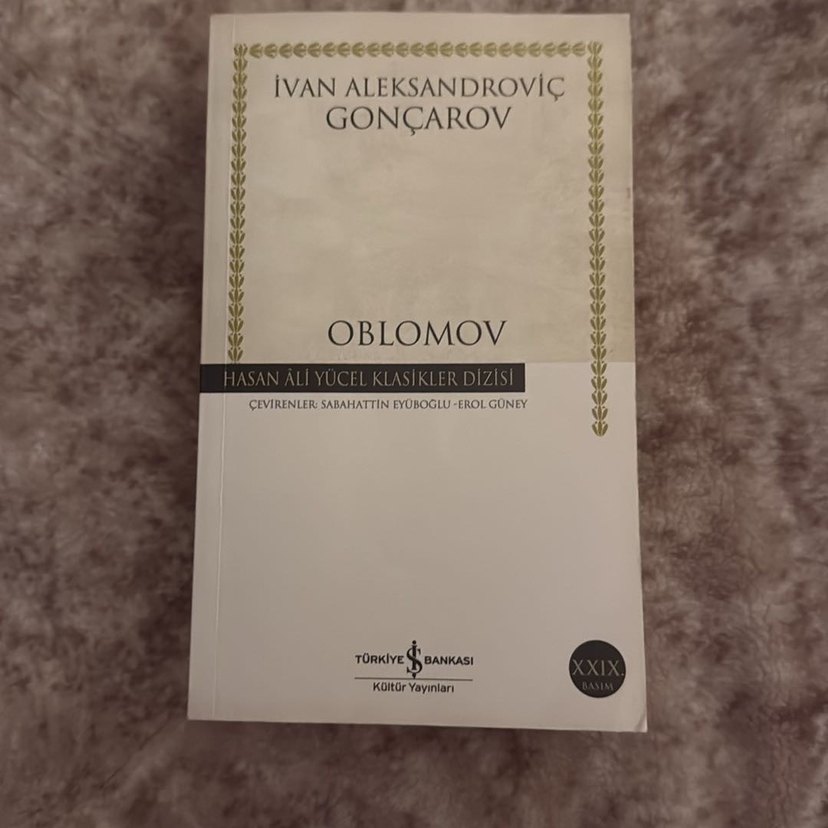 İVAN ALEKSANDROVİÇ
GONÇAROV
OBLOMOV
HASAN ÂLİ YÜCEL KLASİKLER DİZİSİ
ÇEVİRENLER: SABAHATTİN EYÜBOĞLU -EROL GÜNEY
TÜRKİYE İŞ BANKASI
Kültür Yayınları
XXIX.
BASIM